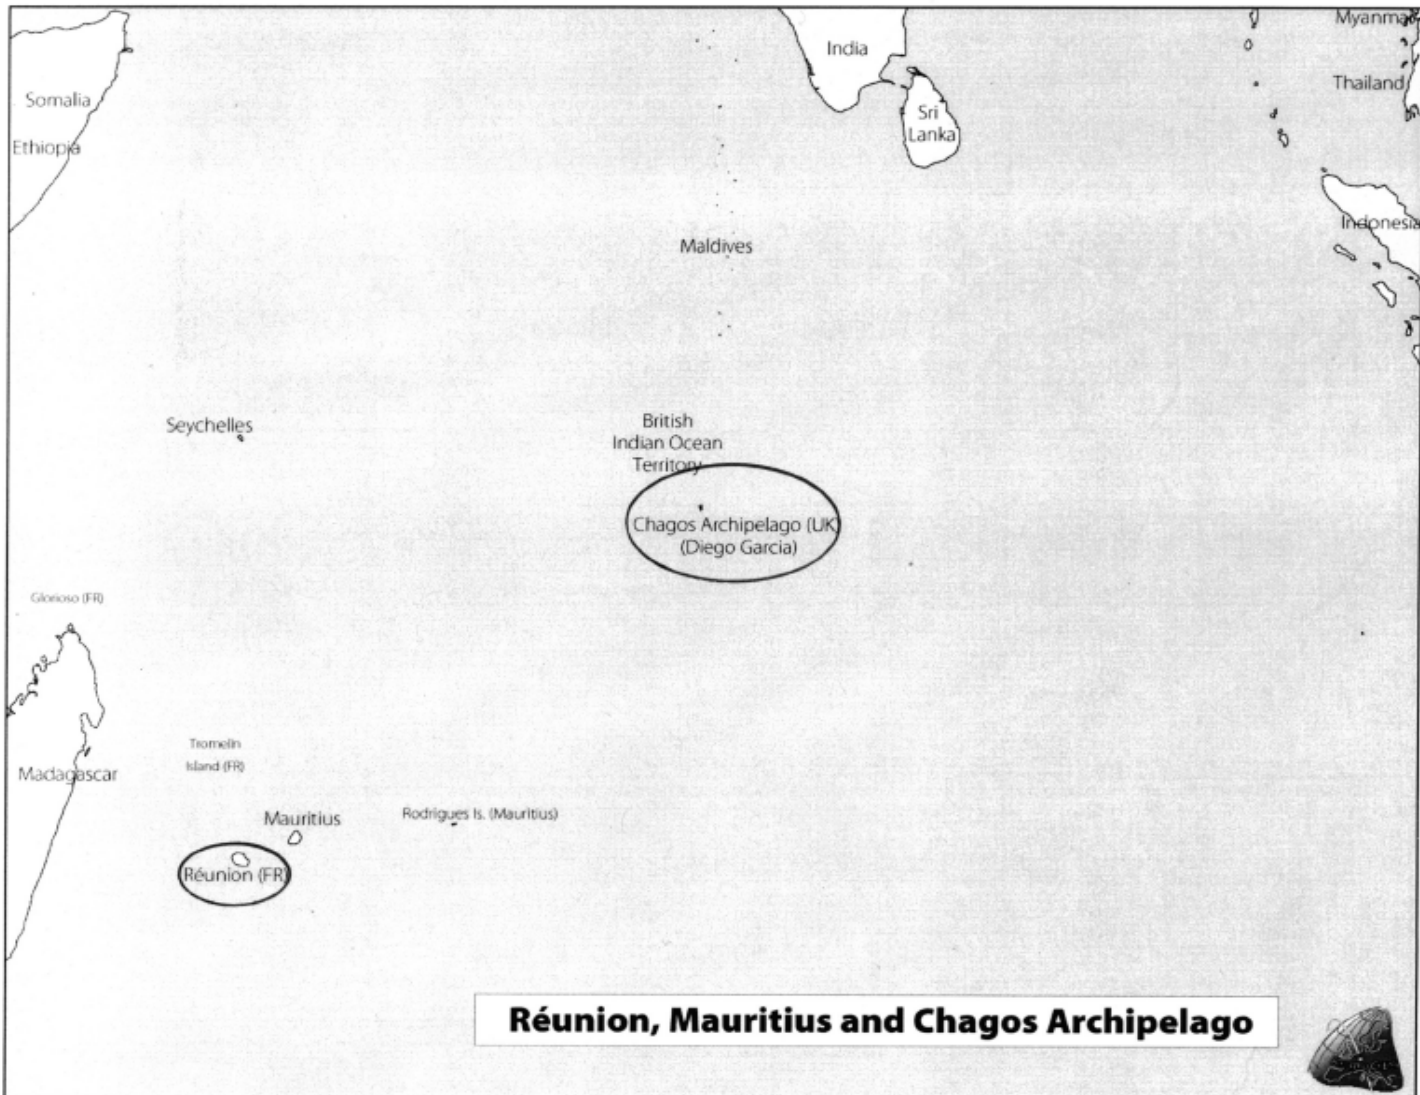 Myanmar
India
Thailand
Somalia
Sri
Lanka
Ethiopia
Indonesia
Maldives
Seychelles
British
Indian Ocean
Territory
Chagos Archipelago (UK)
(Diego Garcia)
Glorioso (FR)
Tromelin
Island (FR)
Madagascar
Mauritius
Rodrigues Is. (Mauritius)
Réunion (FR)
Réunion, Mauritius and Chagos Archipelago